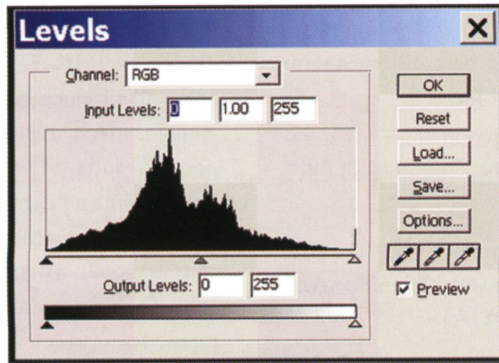 Levels
Channel: RGB
OK
Input Levels: 0 1.00 255
Reset
Load...
Save...
Options...
Output Levels: 0 255
Preview